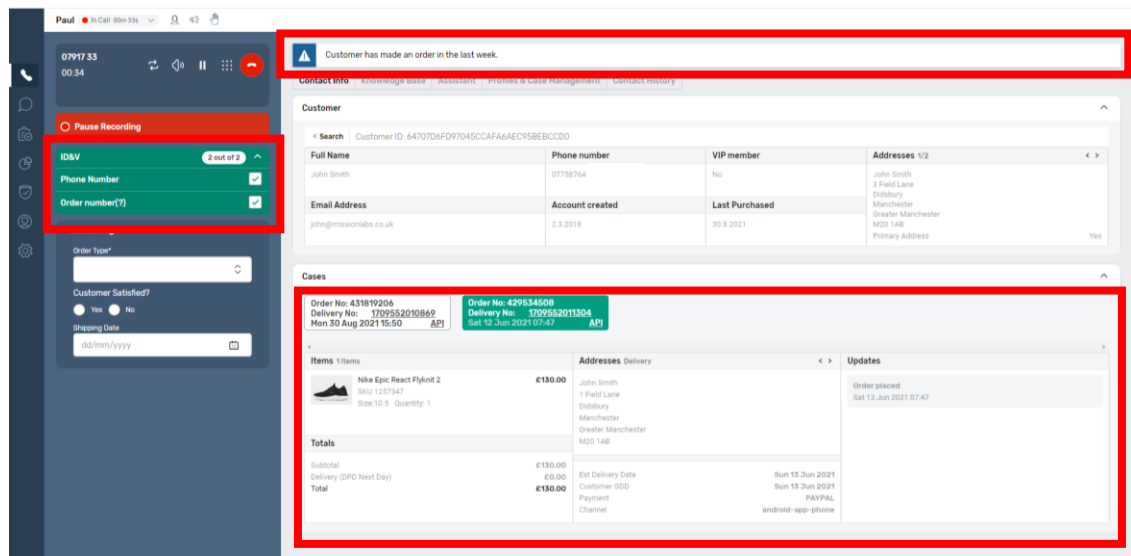 Paul In Call 00m 33s
07917 33
00:34
Pause Recording
ID&V 2 out of 2
Phone Number
Order number(?)
Order Type*
Customer Satisfied?
Yes No
Shipping Date
dd/mm/yyyy
Customer has made an order in the last week.
Contact Info Knowledge Base Assistant Profiles & Case Management Contact History
Customer
< Search Customer ID: 64707D6FD97045CCAFA6AEC95BEBCCD0
Full Name Phone number VIP member Addresses 1/2 < >
John Smith 07758764 No John Smith
3 Field Lane
Didsbury
Email Address Account created Last Purchased Manchester
Greater Manchester
john@missionlabs.co.uk 2.3.2018 30.8.2021 M20 1AB
Primary Address Yes
Cases
Order No: 431819206
Delivery No: 1709552010869
Mon 30 Aug 2021 15:50 API
Order No: 429534508
Delivery No: 1709552011304
Sat 12 Jun 2021 07:47 API
Items 1 items
Nike Epic React Flyknit 2 £130.00
SKU 1257347
Size:10.5 Quantity: 1
Totals
Subtotal £130.00
Delivery (DPD Next Day) £0.00
Total £130.00
Addresses Delivery < >
John Smith
1 Field Lane
Didsbury
Manchester
Greater Manchester
M20 1AB
Est Delivery Date Sun 13 Jun 2021
Customer ODD Sun 13 Jun 2021
Payment PAYPAL
Channel android-app-phone
Updates
Order placed
Sat 12 Jun 2021 07:47